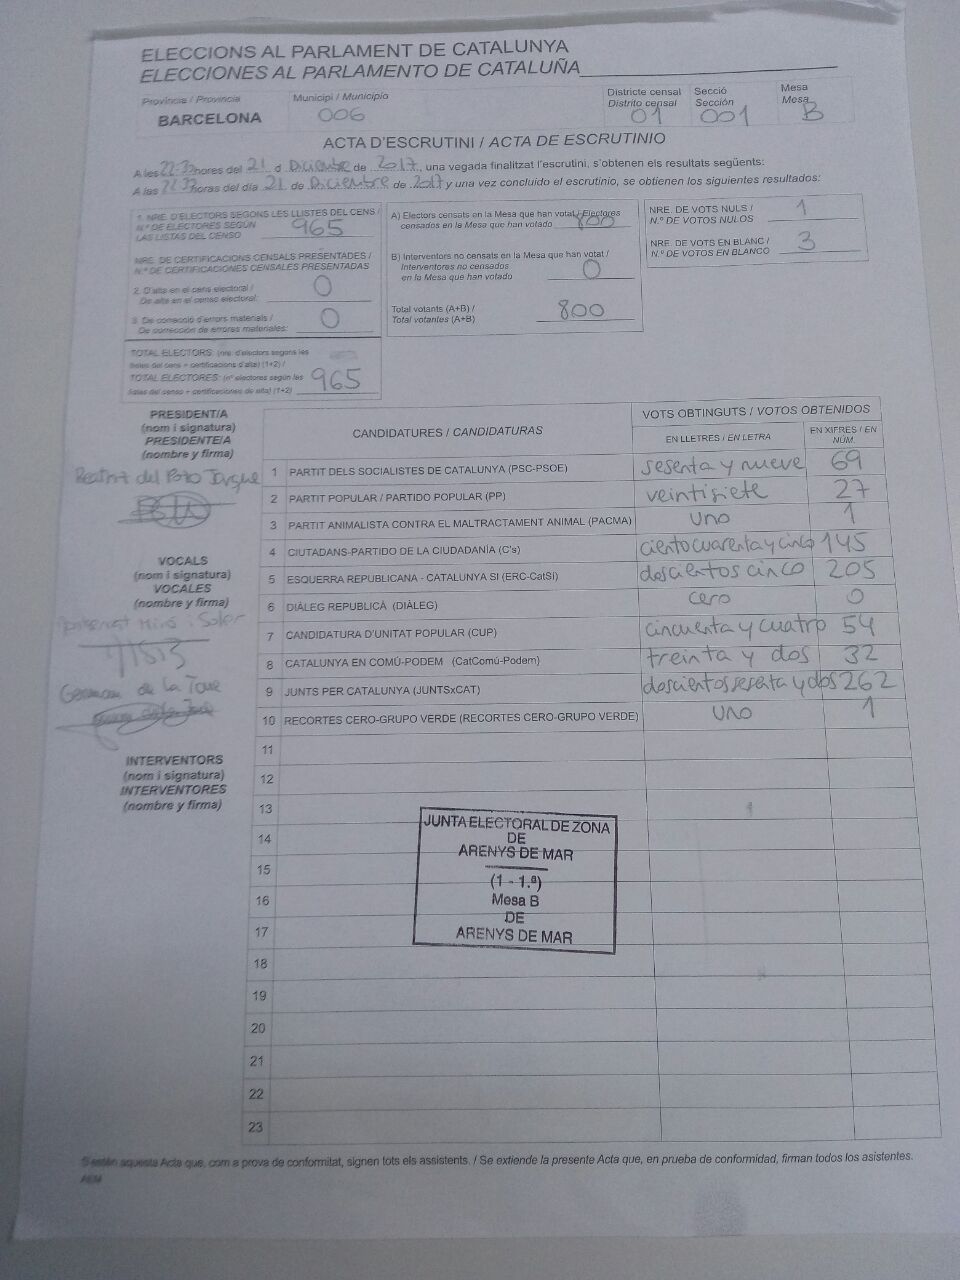 ELECCIONS AL PARLAMENT DE CATALUNYA
ELECCIONES AL PARLAMENTO DE CATALUÑA
Provincia / Provincia
BARCELONA
Municipi / Municipio
006
Districte censal
Distrito censal
01
Secció
Sección
001
Mesa
Mesa
B
ACTA D'ESCRUTINI / ACTA DE ESCRUTINIO
A les hores del 21 d Diciembre de 2017, una vegada finalitzat l'escrutini, s'obtenen els resultats següents:
A las horas del día 21 de Diciembre de 2017 y una vez concluido el escrutinio, se obtienen los siguientes resultados:
1. NRE. D'ELECTORS SEGONS LES LLISTES DEL CENS /
N.º DE ELECTORES SEGÚN
LAS LISTAS DEL CENSO
965
NRE. DE CERTIFICACIONS CENSALS PRESENTADES /
N.º DE CERTIFICACIONES CENSALES PRESENTADAS
2. D'alta en el cens electoral /
De alta en el censo electoral:
0
3. De correcció d'errors materials /
De corrección de errores materiales:
0
TOTAL ELECTORS: (nre. d'electors segons les
llistes del cens + certificacions d'alta) (1+2) /
TOTAL ELECTORES: (nº electores según las
listas del censo + certificaciones de alta) (1+2)
965
A) Electors censats en la Mesa que han votat / Electores
censados en la Mesa que han votado
800
B) Interventors no censats en la Mesa que han votat /
Interventores no censados
en la Mesa que han votado
0
Total votants (A+B) /
Total votantes (A+B)
800
NRE. DE VOTS NULS /
N.º DE VOTOS NULOS
1
NRE. DE VOTS EN BLANC /
N.º DE VOTOS EN BLANCO
3
PRESIDENT/A
(nom i signatura)
PRESIDENTE/A
(nombre y firma)
VOCALS
(nom i signatura)
VOCALES
(nombre y firma)
Miró i Soler
German de la Torre
INTERVENTORS
(nom i signatura)
INTERVENTORES
(nombre y firma)
CANDIDATURES / CANDIDATURAS
VOTS OBTINGUTS / VOTOS OBTENIDOS
EN LLETRES / EN LETRA
EN XIFRES / EN NÚM.
1 PARTIT DELS SOCIALISTES DE CATALUNYA (PSC-PSOE) sesenta y nueve 69
2 PARTIT POPULAR / PARTIDO POPULAR (PP) veintisiete 27
3 PARTIT ANIMALISTA CONTRA EL MALTRACTAMENT ANIMAL (PACMA) uno 1
4 CIUTADANS-PARTIDO DE LA CIUDADANÍA (C's) ciento cuarenta y cinco 145
5 ESQUERRA REPUBLICANA - CATALUNYA SI (ERC-CatSí) doscientos cinco 205
6 DIÀLEG REPUBLICÀ (DIÀLEG) cero 0
7 CANDIDATURA D'UNITAT POPULAR (CUP) cincuenta y cuatro 54
8 CATALUNYA EN COMÚ-PODEM (CatComú-Podem) treinta y dos 32
9 JUNTS PER CATALUNYA (JUNTSxCAT) doscientos sesenta y dos 262
10 RECORTES CERO-GRUPO VERDE (RECORTES CERO-GRUPO VERDE) uno 1
11
12
13
14
15
16
17
18
19
20
21
22
23
JUNTA ELECTORAL DE ZONA
DE
ARENYS DE MAR
(1 - 1.ª)
Mesa B
DE
ARENYS DE MAR
S'estén aquesta Acta que, com a prova de conformitat, signen tots els assistents. / Se extiende la presente Acta que, en prueba de conformidad, firman todos los asistentes.